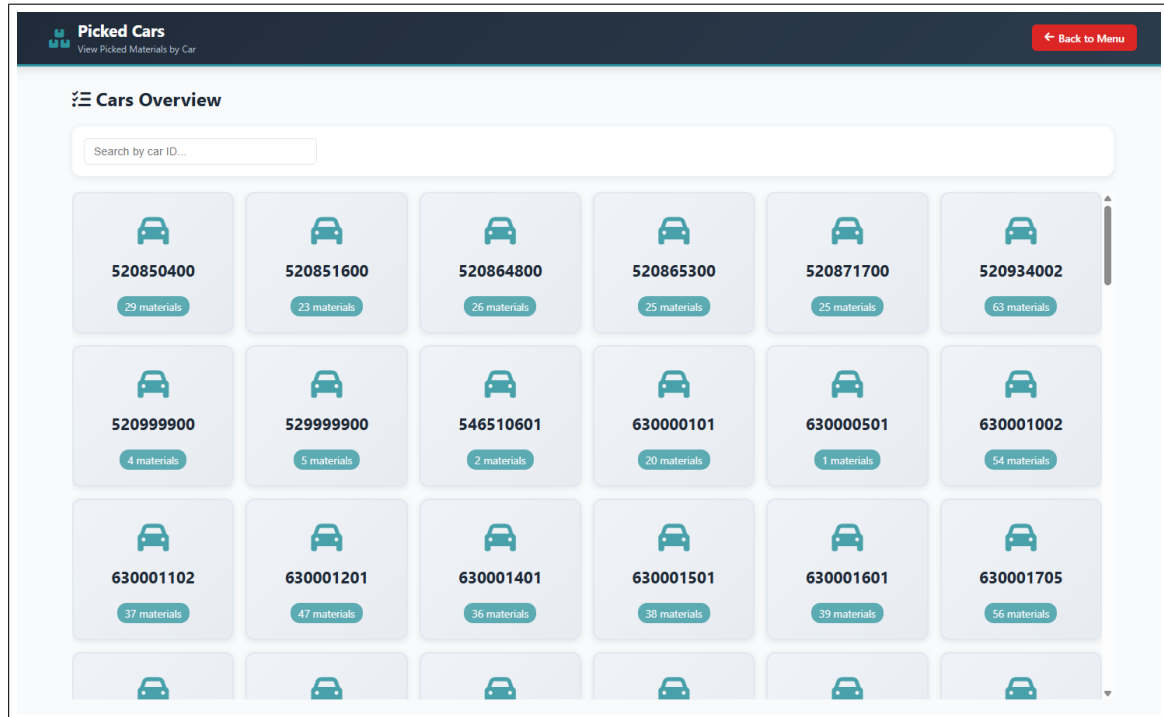 Picked Cars
View Picked Materials by Car
← Back to Menu
Cars Overview
Search by car ID...
520850400 520851600 520864800 520865300 520871700 520934002
29 materials 23 materials 26 materials 25 materials 25 materials 63 materials
520999900 529999900 546510601 630000101 630000501 630001002
4 materials 5 materials 2 materials 20 materials 1 materials 54 materials
630001102 630001201 630001401 630001501 630001601 630001705
37 materials 47 materials 36 materials 38 materials 39 materials 56 materials